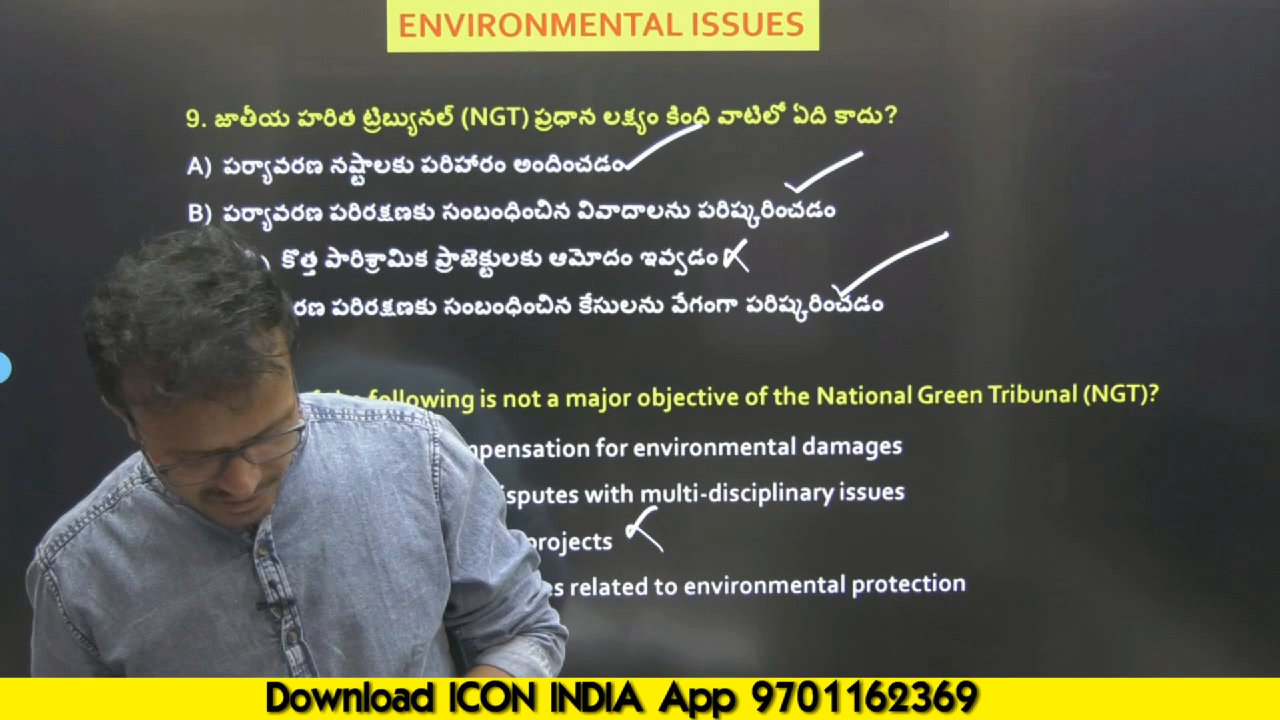 ENVIRONMENTAL ISSUES
9. జాతీయ హరిత ట్రిబ్యునల్ (NGT) ప్రధాన లక్ష్యం కింది వాటిలో ఏది కాదు?
A) పర్యావరణ నష్టాలకు పరిహారం అందించడం
B) పర్యావరణ పరిరక్షణకు సంబంధించిన వివాదాలను పరిష్కరించడం
) కొత్త పారిశ్రామిక ప్రాజెక్టులకు ఆమోదం ఇవ్వడం
రణ పరిరక్షణకు సంబంధించిన కేసులను వేగంగా పరిష్కరించడం
following is not a major objective of the National Green Tribunal (NGT)?
pensation for environmental damages
sputes with multi-disciplinary issues
projects
s related to environmental protection
Download ICON INDIA App 9701162369